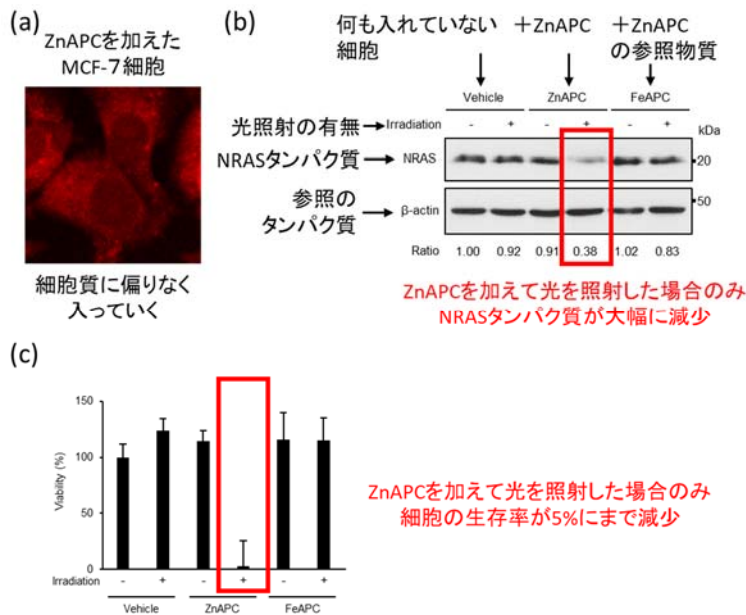 (a)
ZnAPCを加えた
MCF-7細胞
細胞質に偏りなく
入っていく
(b)
何も入れていない
細胞
+ZnAPC
+ZnAPC
の参照物質
Vehicle ZnAPC FeAPC
光照射の有無 Irradiation - + - + - + kDa
NRASタンパク質 NRAS 20
参照の
タンパク質 β-actin 50
Ratio 1.00 0.92 0.91 0.38 1.02 0.83
ZnAPCを加えて光を照射した場合のみ
NRASタンパク質が大幅に減少
(c)
Viability (%)
150
100
50
0
Irradiation - + - + - +
Vehicle ZnAPC FeAPC
ZnAPCを加えて光を照射した場合のみ
細胞の生存率が5%にまで減少